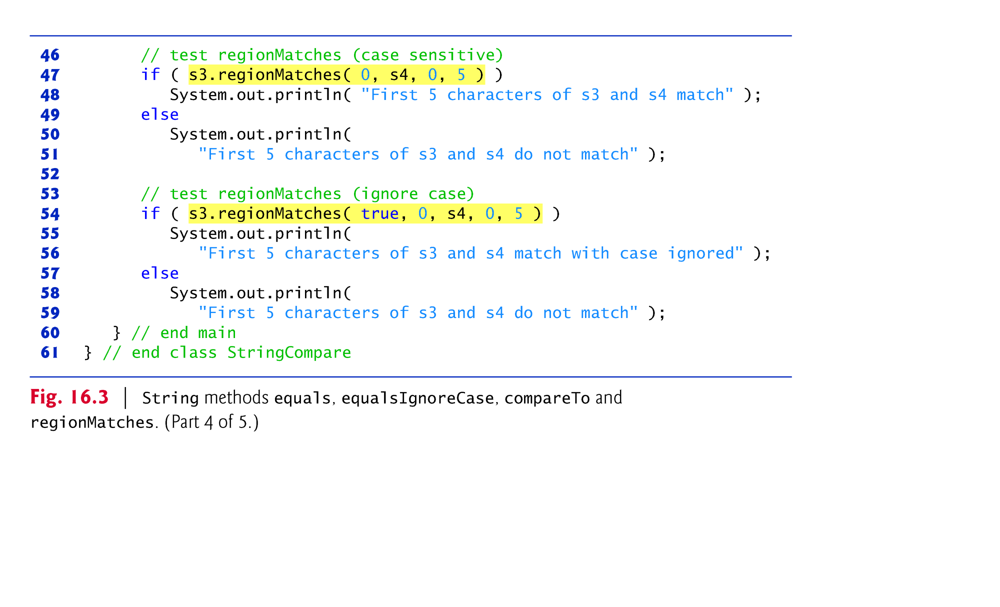 46 // test regionMatches (case sensitive)
47 if ( s3.regionMatches( 0, s4, 0, 5 ) )
48 System.out.println( "First 5 characters of s3 and s4 match" );
49 else
50 System.out.println(
51 "First 5 characters of s3 and s4 do not match" );
52
53 // test regionMatches (ignore case)
54 if ( s3.regionMatches( true, 0, s4, 0, 5 ) )
55 System.out.println(
56 "First 5 characters of s3 and s4 match with case ignored" );
57 else
58 System.out.println(
59 "First 5 characters of s3 and s4 do not match" );
60 } // end main
61 } // end class StringCompare
Fig. 16.3 | String methods equals, equalsIgnoreCase, compareTo and
regionMatches. (Part 4 of 5.)